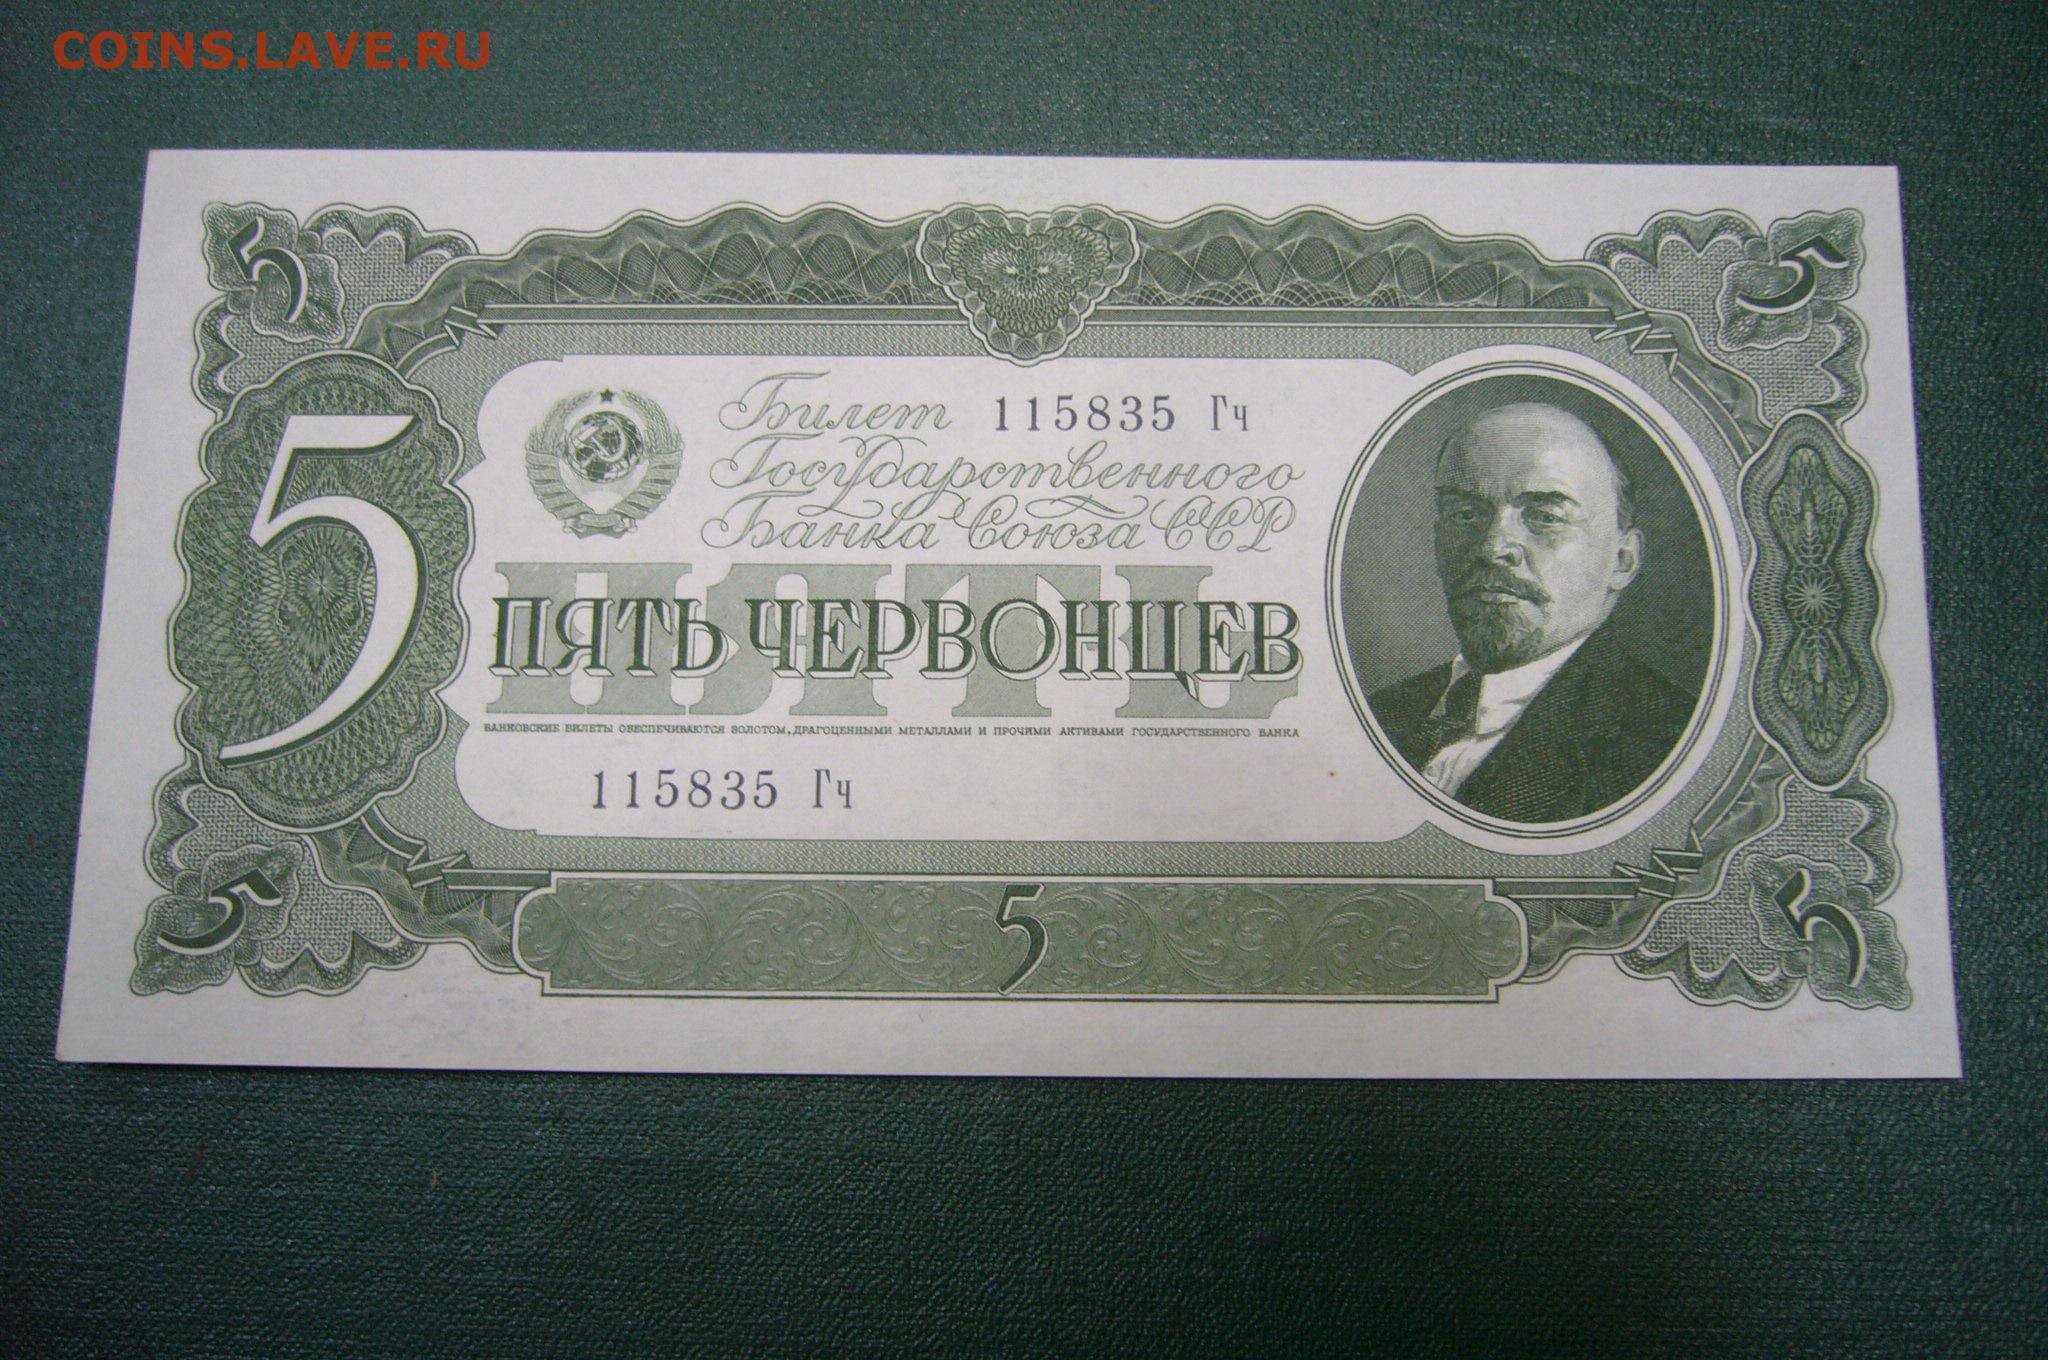 COINS.LAVE.RU
5 5
Билет 115835 Гч
Государственного
Банка Союза ССР
5
ПЯТЬ
ПЯТЬ ЧЕРВОНЦЕВ
БАНКОВСКИЕ БИЛЕТЫ ОБЕСПЕЧИВАЮТСЯ ЗОЛОТОМ, ДРАГОЦЕННЫМИ МЕТАЛЛАМИ И ПРОЧИМИ АКТИВАМИ ГОСУДАРСТВЕННОГО БАНКА
115835 Гч
5 5 5